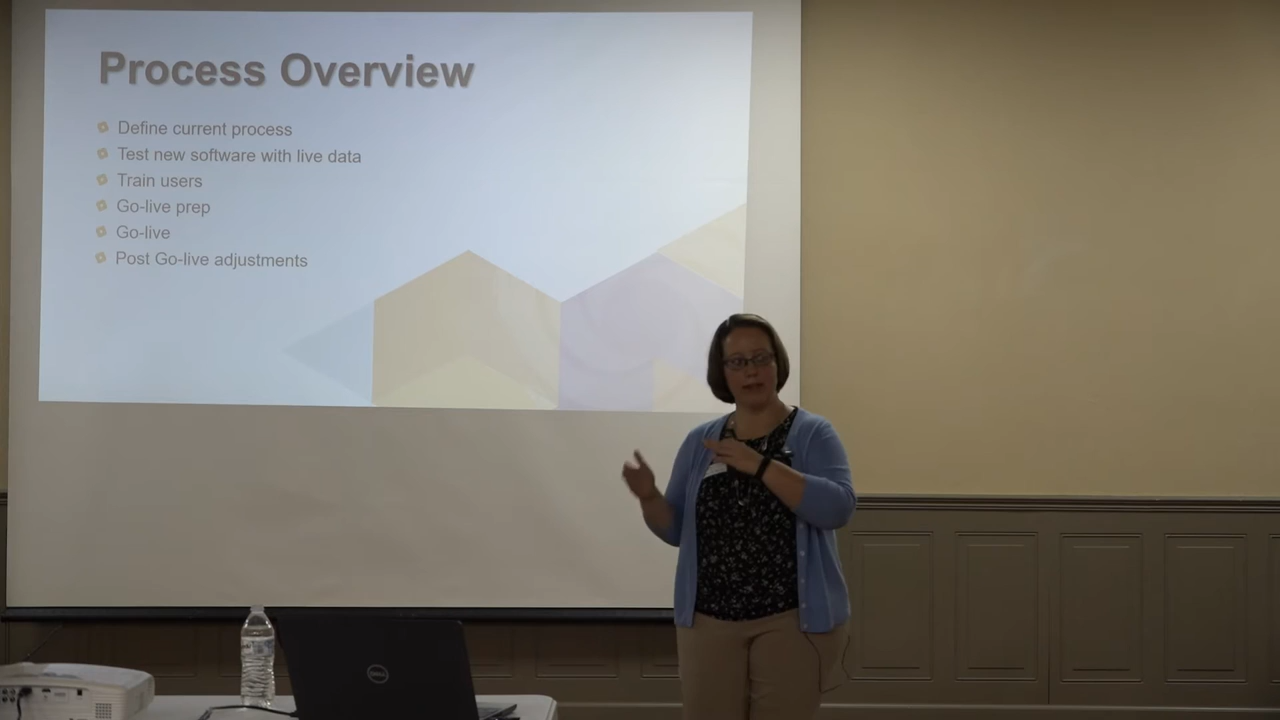 Process Overview
Define current process
Test new software with live data
Train users
Go-live prep
Go-live
Post Go-live adjustments
DELL